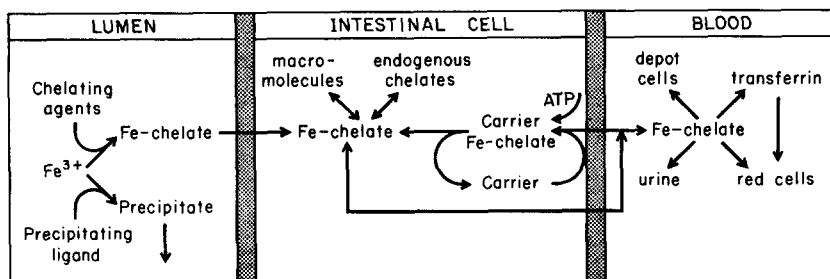 LUMEN
INTESTINAL CELL
BLOOD
Chelating
agents
Fe-chelate
Fe³⁺
Precipitate
Precipitating
ligand
macro-
molecules
endogenous
chelates
Fe-chelate
ATP
Carrier
Fe-chelate
Carrier
depot
cells
transferrin
Fe-chelate
urine
red cells